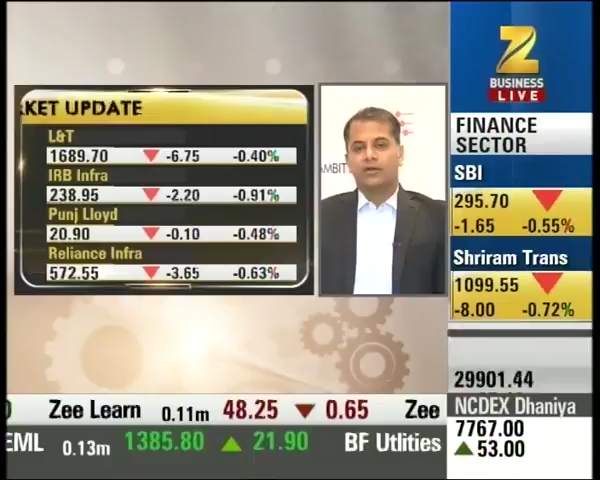 KET UPDATE
L&T
1689.70 -6.75 -0.40%
IRB Infra
238.95 -2.20 -0.91%
Punj Lloyd
20.90 -0.10 -0.48%
Reliance Infra
572.55 -3.65 -0.63%
AMBIT
Z
BUSINESS
LIVE
FINANCE
SECTOR
SBI
295.70
-1.65 -0.55%
Shriram Trans
1099.55
-8.00 -0.72%
29901.44
NCDEX Dhaniya
7767.00
53.00
Zee Learn 0.11m 48.25 0.65 Zee
EML 0.13m 1385.80 21.90 BF Utlities